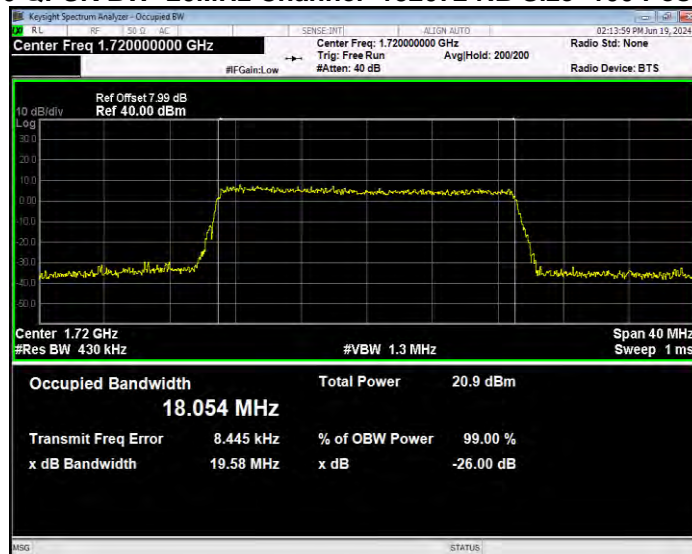 Keysight Spectrum Analyzer - Occupied BW
RL RF 50 Ω AC SENSE:INT ALIGN AUTO 02:13:59 PM Jun 19, 2024
Center Freq 1.720000000 GHz Center Freq: 1.720000000 GHz Radio Std: None
Trig: Free Run Avg|Hold: 200/200
#IFGain:Low #Atten: 40 dB Radio Device: BTS
Ref Offset 7.99 dB
10 dB/div Ref 40.00 dBm
Log
30.0
20.0
10.0
0.00
-10.0
-20.0
-30.0
-40.0
-50.0
Center 1.72 GHz Span 40 MHz
#Res BW 430 kHz #VBW 1.3 MHz Sweep 1 ms
Occupied Bandwidth Total Power 20.9 dBm
18.054 MHz
Transmit Freq Error 8.445 kHz % of OBW Power 99.00 %
x dB Bandwidth 19.58 MHz x dB -26.00 dB
MSG STATUS